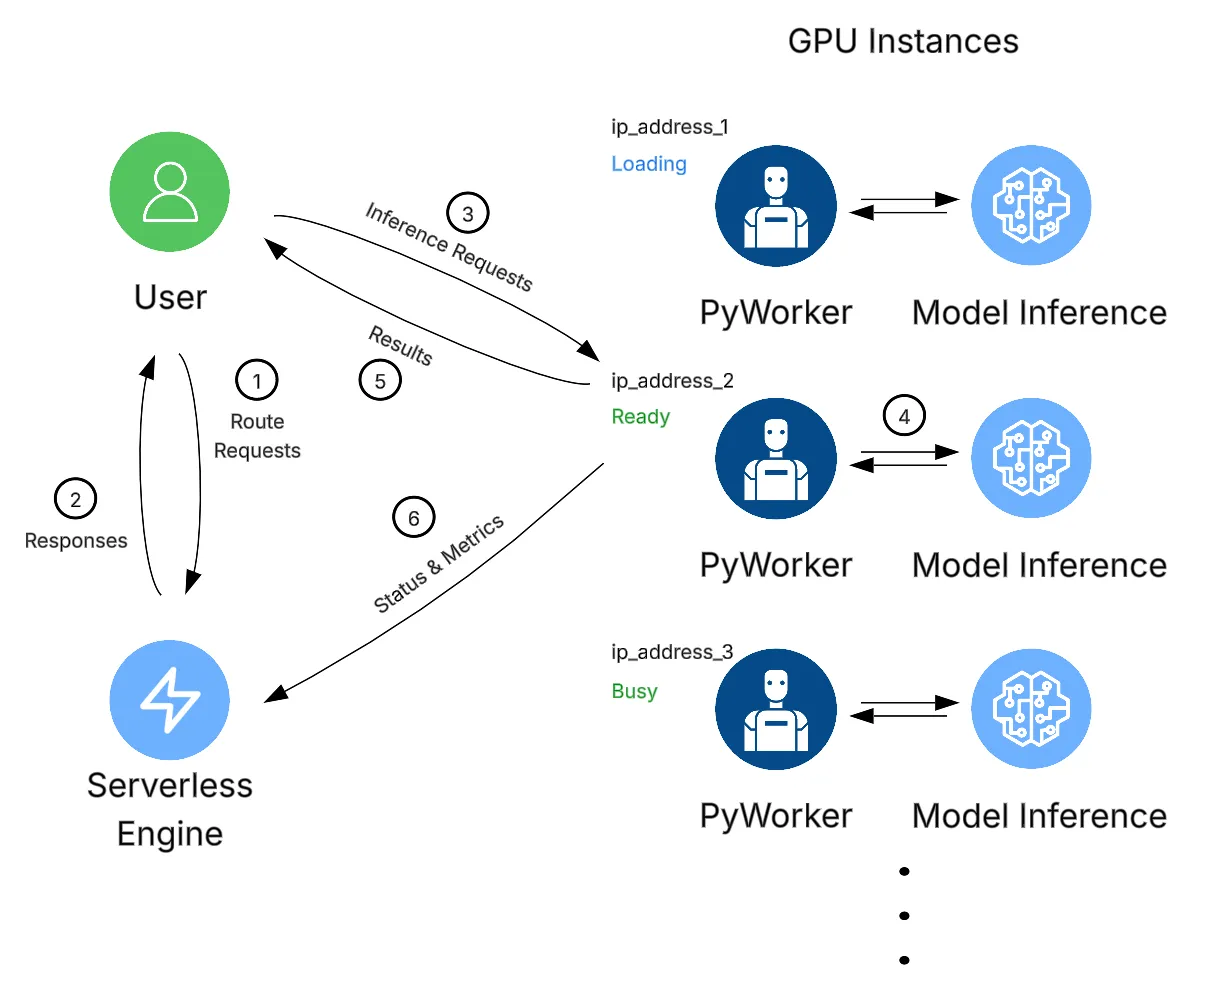 GPU Instances
ip_address_1
Loading
PyWorker
Model Inference
User
3
Inference Requests
Results
5
1
Route
Requests
2
Responses
ip_address_2
Ready
4
PyWorker
Model Inference
6
Status & Metrics
Serverless
Engine
ip_address_3
Busy
PyWorker
Model Inference